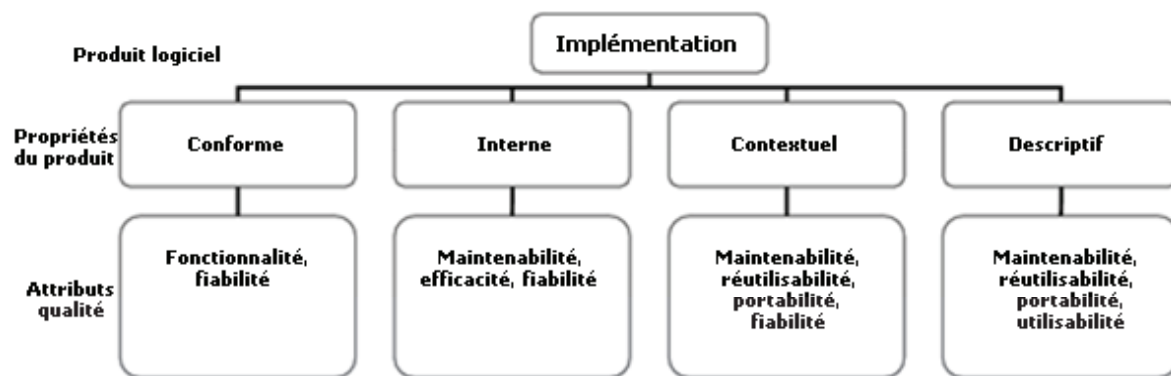 Implémentation
Produit logiciel
Propriétés
du produit
Conforme
Interne
Contextuel
Descriptif
Attributs
qualité
Fonctionnalité,
fiabilité
Maintenabilité,
efficacité, fiabilité
Maintenabilité,
réutilisabilité,
portabilité,
fiabilité
Maintenabilité,
réutilisabilité,
portabilité,
utilisabilité